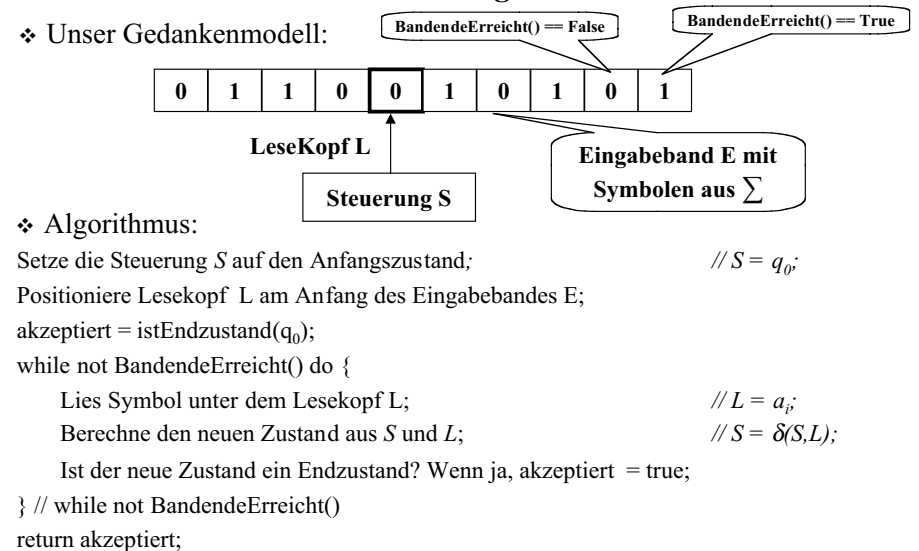 BandendeErreicht() == False
BandendeErreicht() == True
❖ Unser Gedankenmodell:
0 1 1 0 0 1 0 1 0 1
LeseKopf L
Eingabeband E mit
Symbolen aus ∑
Steuerung S
❖ Algorithmus:
Setze die Steuerung S auf den Anfangszustand; // S = q₀;
Positioniere Lesekopf L am Anfang des Eingabebandes E;
akzeptiert = istEndzustand(q₀);
while not BandendeErreicht() do {
Lies Symbol unter dem Lesekopf L; // L = aᵢ;
Berechne den neuen Zustand aus S und L; // S = δ(S,L);
Ist der neue Zustand ein Endzustand? Wenn ja, akzeptiert = true;
} // while not BandendeErreicht()
return akzeptiert;